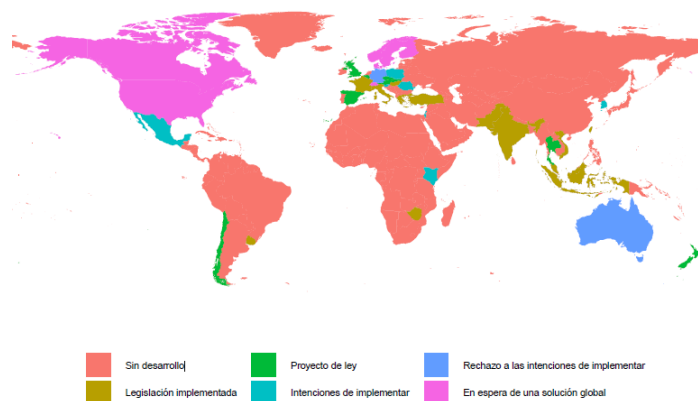 Sin desarrollo
Proyecto de ley
Rechazo a las intenciones de implementar
Legislación implementada
Intenciones de implementar
En espera de una solución global